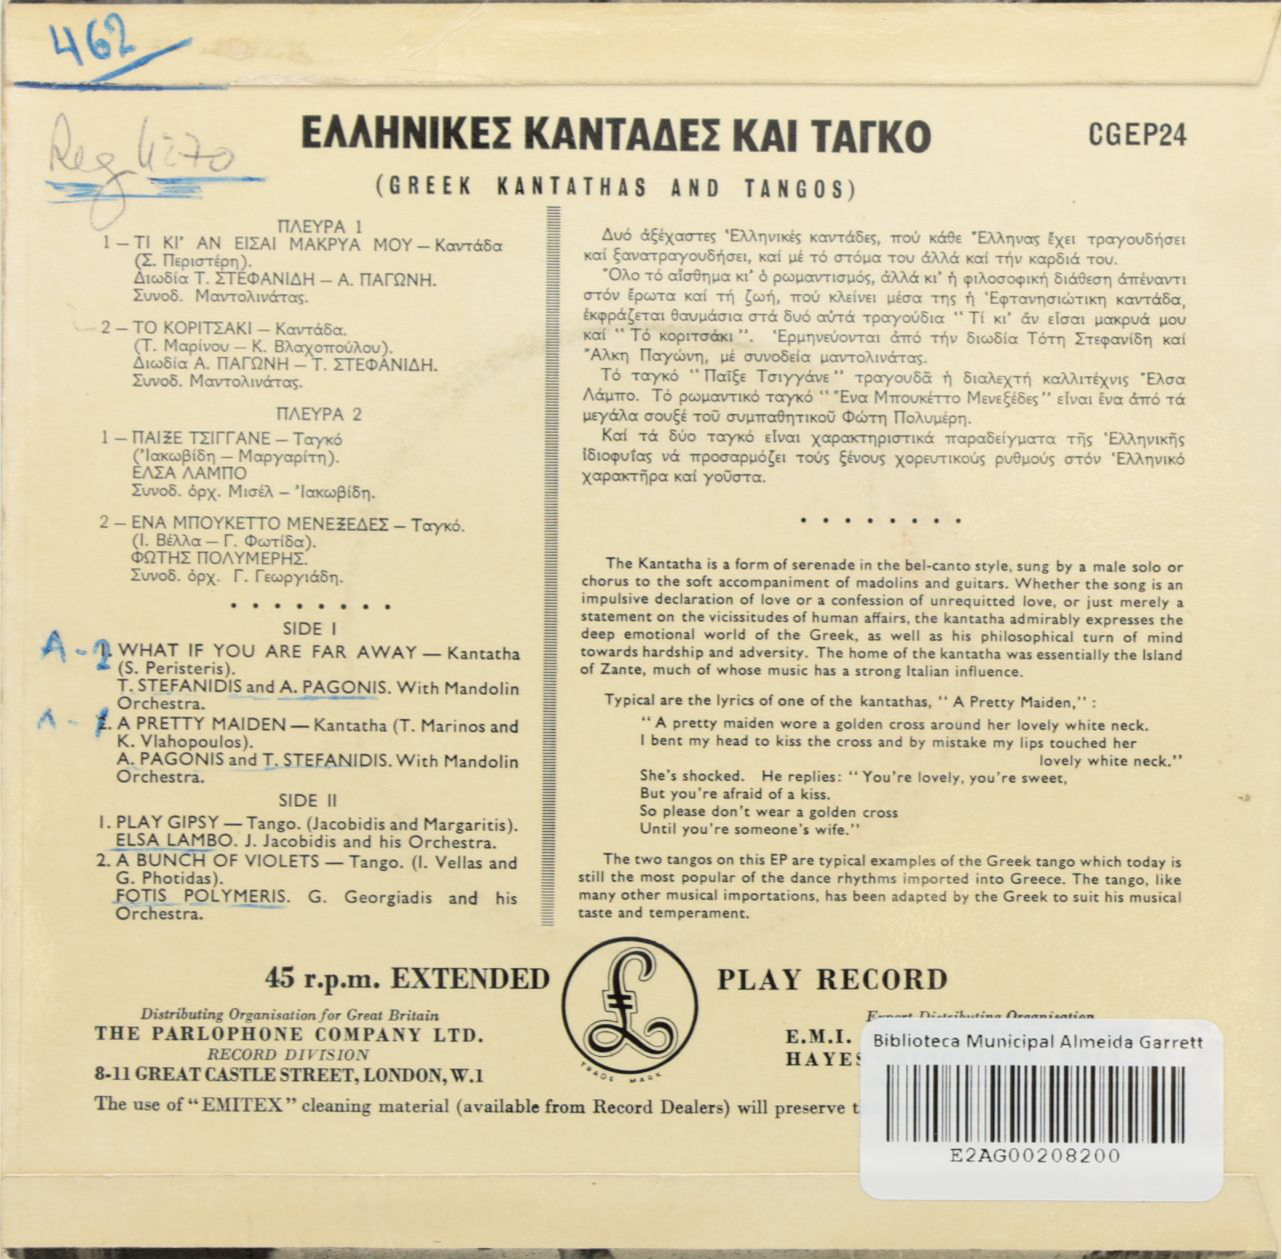 462
Reg 4270
ΕΛΛΗΝΙΚΕΣ ΚΑΝΤΑΔΕΣ ΚΑΙ ΤΑΓΚΟ
CGEP24
(GREEK KANTATHAS AND TANGOS)
ΠΛΕΥΡΑ 1
1 – ΤΙ ΚΙ' ΑΝ ΕΙΣΑΙ ΜΑΚΡΥΑ ΜΟΥ – Καντάδα
(Σ. Περιστέρη).
Διωδία Τ. ΣΤΕΦΑΝΙΔΗ – Α. ΠΑΓΩΝΗ.
Συνοδ. Μαντολινάτας.
2 – ΤΟ ΚΟΡΙΤΣΑΚΙ – Καντάδα.
(Τ. Μαρίνου – Κ. Βλαχοπούλου).
Διωδία Α. ΠΑΓΩΝΗ – Τ. ΣΤΕΦΑΝΙΔΗ.
Συνοδ. Μαντολινάτας.
ΠΛΕΥΡΑ 2
1 – ΠΑΙΞΕ ΤΣΙΓΓΑΝΕ – Ταγκό
('Ιακωβίδη – Μαργαρίτη).
ΕΛΣΑ ΛΑΜΠΟ
Συνοδ. όρχ. Μισέλ – 'Ιακωβίδη.
2 – ΕΝΑ ΜΠΟΥΚΕΤΤΟ ΜΕΝΕΞΕΔΕΣ – Ταγκό.
(Ι. Βέλλα – Γ. Φωτίδα).
ΦΩΤΗΣ ΠΟΛΥΜΕΡΗΣ.
Συνοδ. όρχ. Γ. Γεωργιάδη.
SIDE I
A-2
1. WHAT IF YOU ARE FAR AWAY — Kantatha
(S. Peristeris).
T. STEFANIDIS and A. PAGONIS. With Mandolin
Orchestra.
A-1
2. A PRETTY MAIDEN — Kantatha (T. Marinos and
K. Vlahopoulos).
A. PAGONIS and T. STEFANIDIS. With Mandolin
Orchestra.
SIDE II
1. PLAY GIPSY — Tango. (Jacobidis and Margaritis).
ELSA LAMBO. J. Jacobidis and his Orchestra.
2. A BUNCH OF VIOLETS — Tango. (I. Vellas and
G. Photidas).
FOTIS POLYMERIS. G. Georgiadis and his
Orchestra.
Δυό ἀξέχαστες Ἑλληνικές καντάδες, πού κάθε Ἕλληνας ἔχει τραγουδήσει
καί ξανατραγουδήσει, καί μέ τό στόμα του ἀλλά καί τήν καρδιά του.
Ὅλο τό αἴσθημα κι' ὁ ρωμαντισμός, ἀλλά κι' ἡ φιλοσοφική διάθεση ἀπέναντι
στόν ἔρωτα καί τή ζωή, πού κλείνει μέσα της ἡ Ἑφτανησιώτικη καντάδα,
ἐκφράζεται θαυμάσια στά δυό αὐτά τραγούδια "Τί κι' ἄν εἶσαι μακρυά μου
καί "Τό κοριτσάκι". Ἑρμηνεύονται ἀπό τήν διωδία Τότη Στεφανίδη καί
Ἄλκη Παγώνη, μέ συνοδεία μαντολινάτας.
Τό ταγκό "Παῖξε Τσιγγάνε" τραγουδᾶ ἡ διαλεχτή καλλιτέχνις Ἔλσα
Λάμπο. Τό ρωμαντικό ταγκό "Ἕνα Μπουκέττο Μενεξέδες" εἶναι ἕνα ἀπό τά
μεγάλα σουξέ τοῦ συμπαθητικοῦ Φώτη Πολυμέρη.
Καί τά δύο ταγκό εἶναι χαρακτηριστικά παραδείγματα τῆς Ἑλληνικῆς
ἰδιοφυΐας νά προσαρμόζει τούς ξένους χορευτικούς ρυθμούς στόν Ἑλληνικό
χαρακτῆρα καί γοῦστα.
The Kantatha is a form of serenade in the bel-canto style, sung by a male solo or
chorus to the soft accompaniment of madolins and guitars. Whether the song is an
impulsive declaration of love or a confession of unrequitted love, or just merely a
statement on the vicissitudes of human affairs, the kantatha admirably expresses the
deep emotional world of the Greek, as well as his philosophical turn of mind
towards hardship and adversity. The home of the kantatha was essentially the Island
of Zante, much of whose music has a strong Italian influence.
Typical are the lyrics of one of the kantathas, "A Pretty Maiden,":
"A pretty maiden wore a golden cross around her lovely white neck.
I bent my head to kiss the cross and by mistake my lips touched her
lovely white neck."
She's shocked. He replies: "You're lovely, you're sweet,
But you're afraid of a kiss.
So please don't wear a golden cross
Until you're someone's wife."
The two tangos on this EP are typical examples of the Greek tango which today is
still the most popular of the dance rhythms imported into Greece. The tango, like
many other musical importations, has been adapted by the Greek to suit his musical
taste and temperament.
45 r.p.m. EXTENDED PLAY RECORD
£
TRADE MARK
Distributing Organisation for Great Britain
THE PARLOPHONE COMPANY LTD.
RECORD DIVISION
8-11 GREAT CASTLE STREET, LONDON, W.1
Export Distributing Organisation
E.M.I.
HAYES
The use of "EMITEX" cleaning material (available from Record Dealers) will preserve
Biblioteca Municipal Almeida Garrett
E2AG00208200